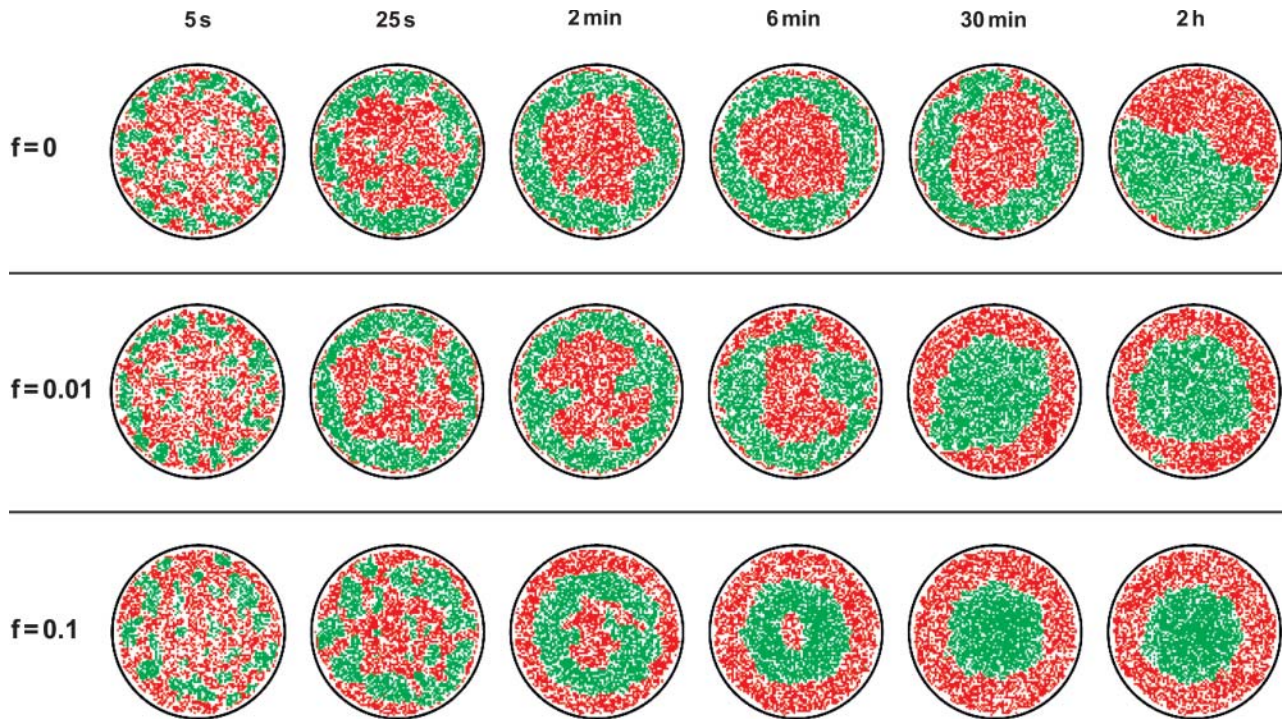 5 s 25 s 2 min 6 min 30 min 2 h
f = 0
f = 0.01
f = 0.1